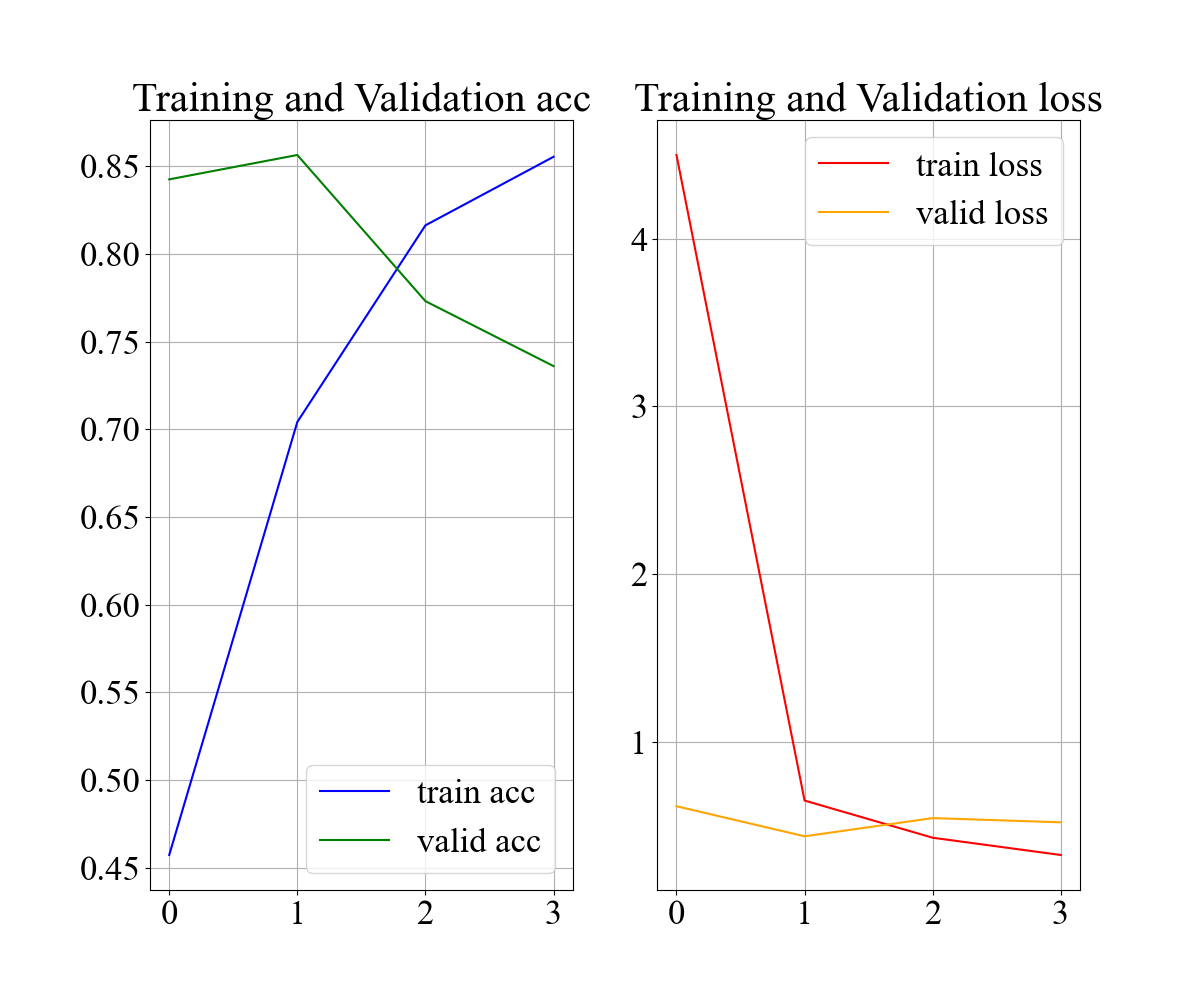 Training and Validation acc
0.85
0.80
0.75
0.70
0.65
0.60
0.55
0.50
0.45
train acc
valid acc
0 1 2 3
Training and Validation loss
train loss
valid loss
4
3
2
1
0 1 2 3